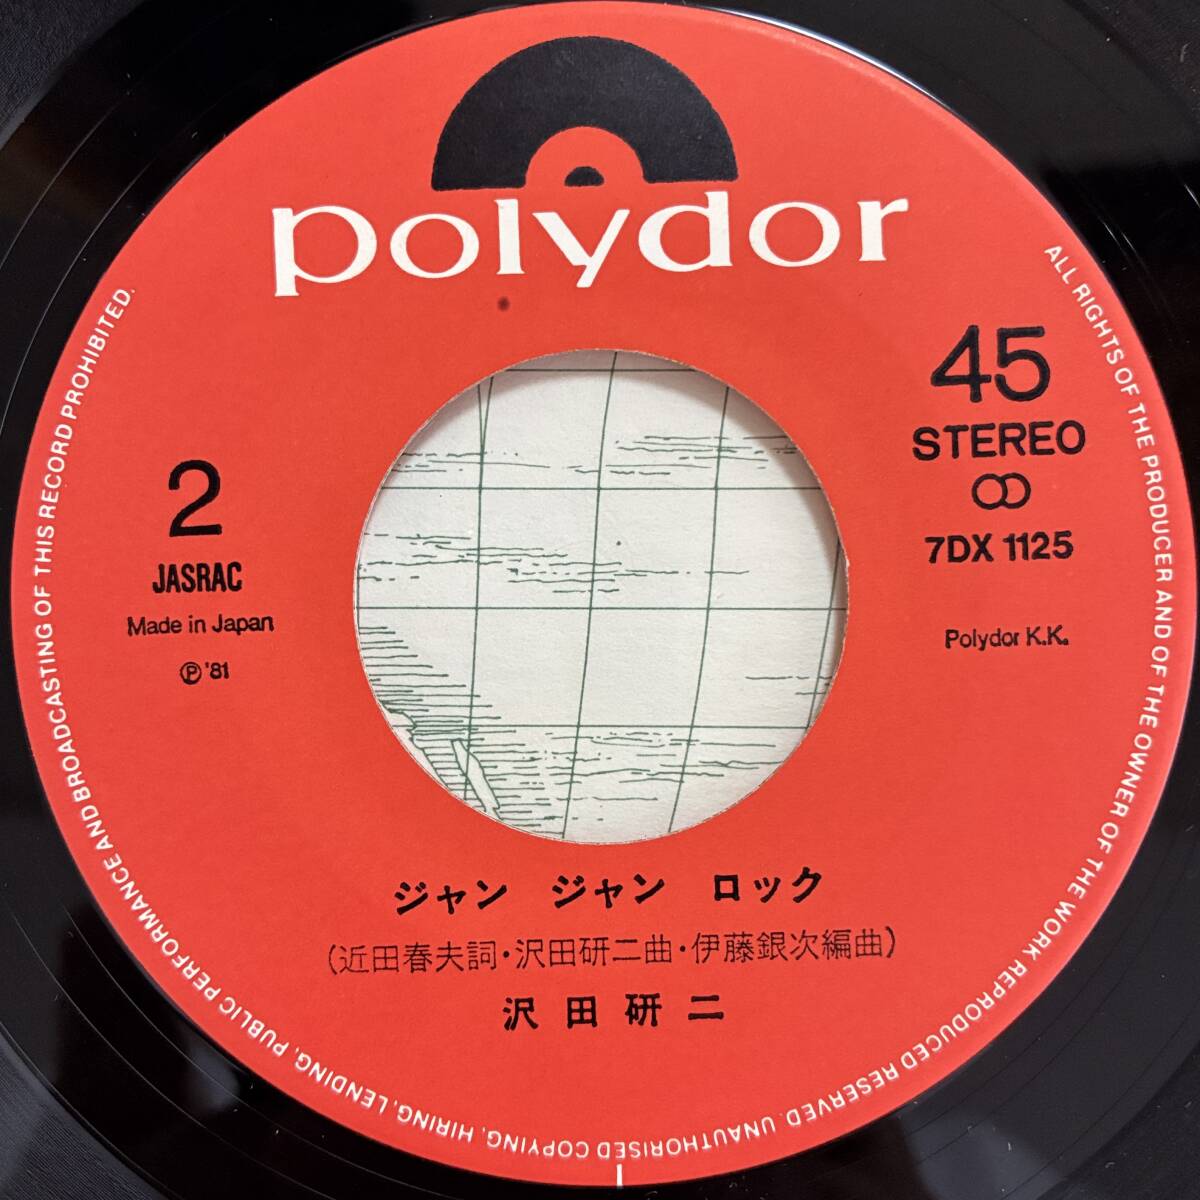 polydor
45
STEREO
7DX 1125
Polydor K.K.
2
JASRAC
Made in Japan
Ⓟ'81
ジャン ジャン ロック
(近田春夫詞・沢田研二曲・伊藤銀次編曲)
沢田研二
ALL RIGHTS OF THE PRODUCER AND OF THE OWNER OF THE WORK REPRODUCED RESERVED. UNAUTHORISED COPYING, HIRING, LENDING, PUBLIC PERFORMANCE AND BROADCASTING OF THIS RECORD PROHIBITED.